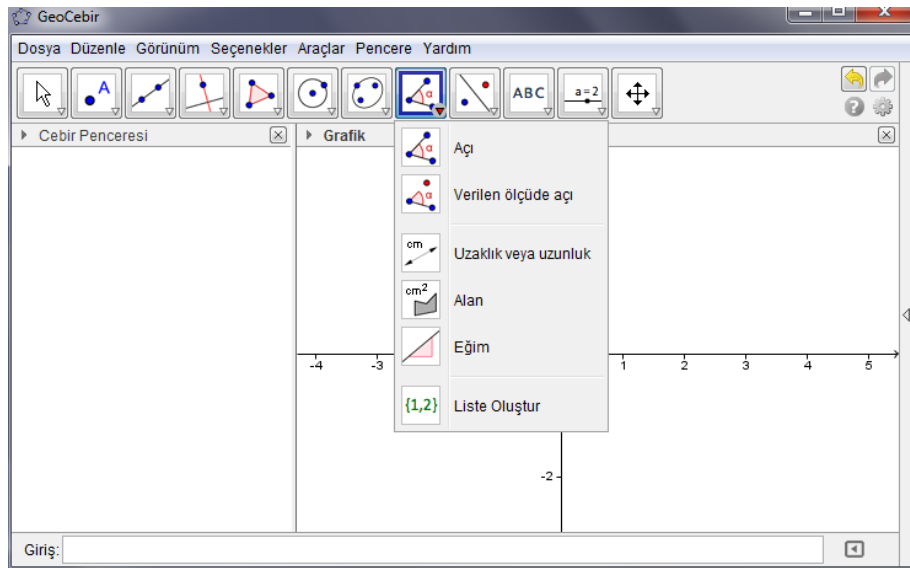 GeoCebir
Dosya Düzenle Görünüm Seçenekler Araçlar Pencere Yardım
A α ABC a=2
Cebir Penceresi Grafik
α Açı
α Verilen ölçüde açı
cm Uzaklık veya uzunluk
cm² Alan
Eğim
-4 -3 1 2 3 4 5
{1,2} Liste Oluştur
-2
Giriş: